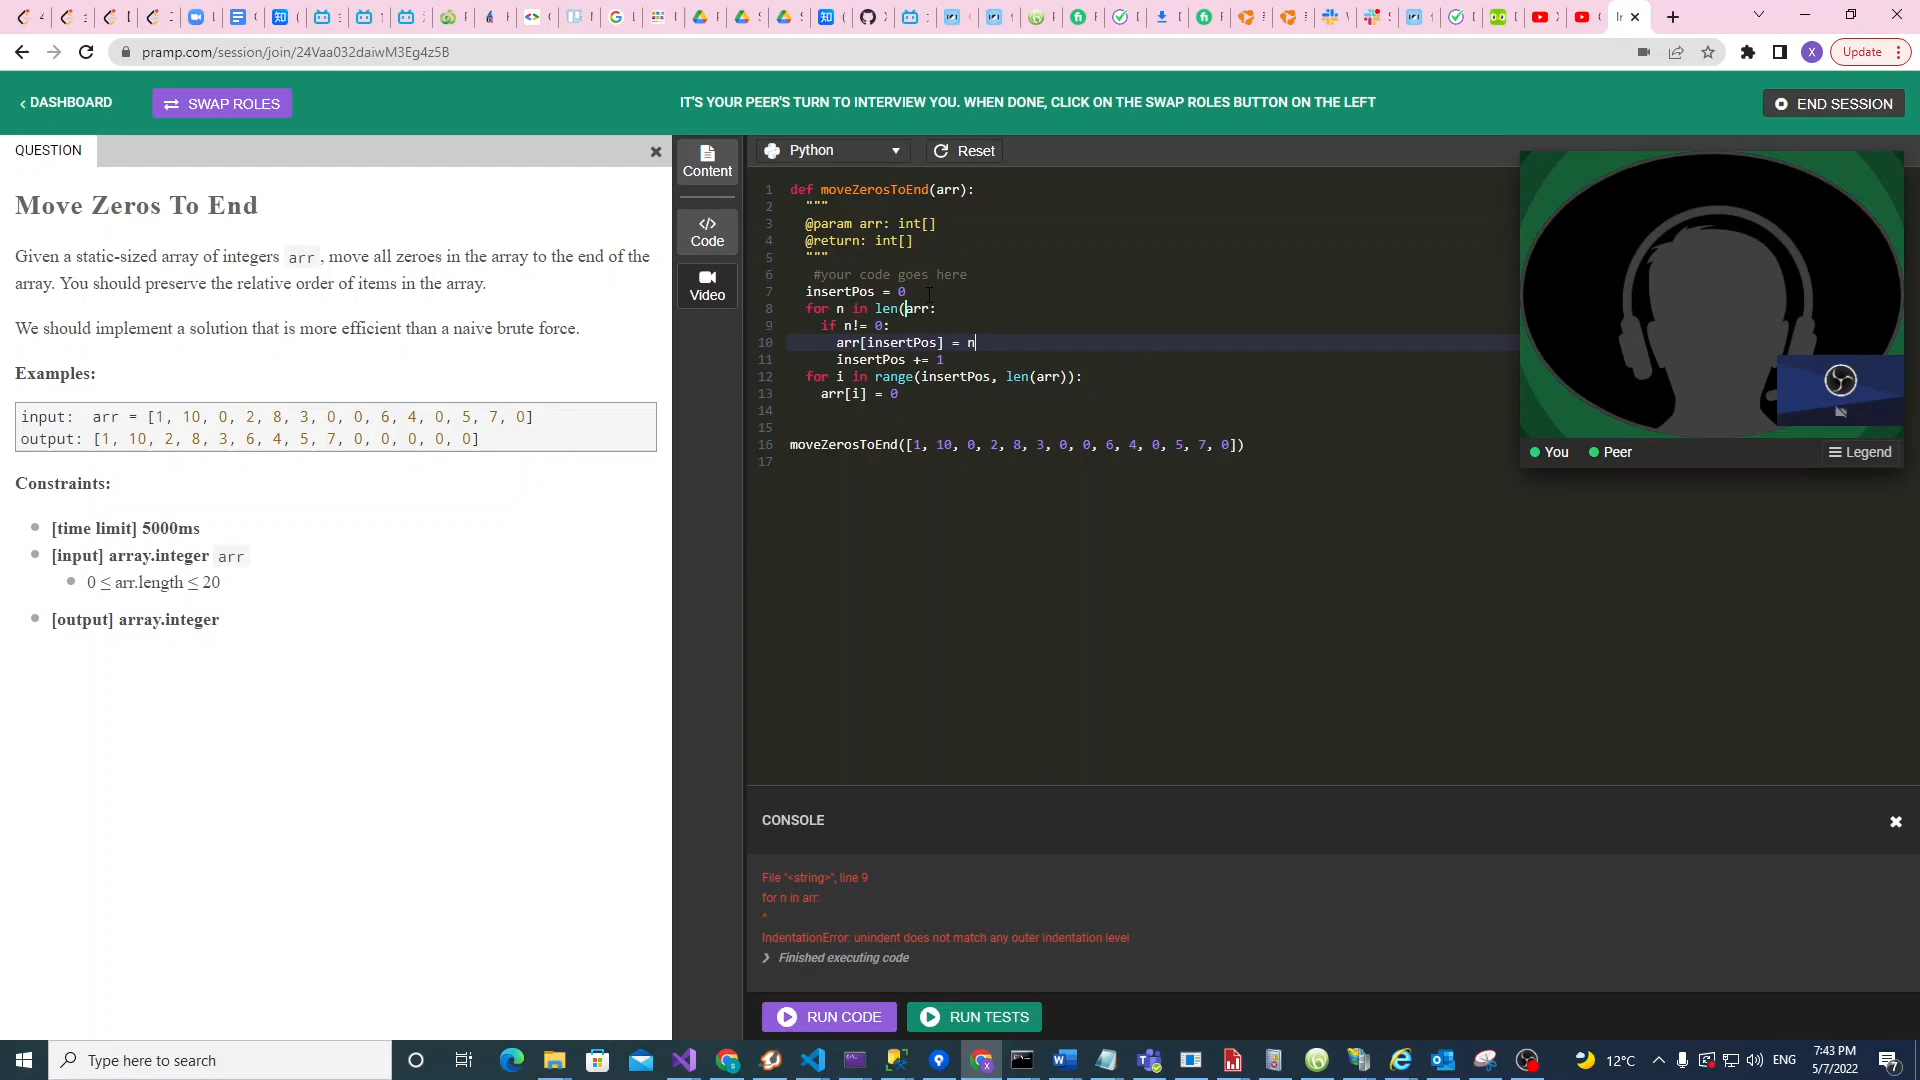 pramp.com/session/join/24Vaa032daiwM3Eg4z5B
X
Update
DASHBOARD
SWAP ROLES
IT'S YOUR PEER'S TURN TO INTERVIEW YOU. WHEN DONE, CLICK ON THE SWAP ROLES BUTTON ON THE LEFT
END SESSION
QUESTION
Move Zeros To End
Given a static-sized array of integers arr, move all zeroes in the array to the end of the
array. You should preserve the relative order of items in the array.
We should implement a solution that is more efficient than a naive brute force.
Examples:
input:  arr = [1, 10, 0, 2, 8, 3, 0, 0, 6, 4, 0, 5, 7, 0]
output: [1, 10, 2, 8, 3, 6, 4, 5, 7, 0, 0, 0, 0, 0]
Constraints:
[time limit] 5000ms
[input] array.integer arr
0 ≤ arr.length ≤ 20
[output] array.integer
Content
Code
Video
Python
Reset
1 def moveZerosToEnd(arr):
2 """
3 @param arr: int[]
4 @return: int[]
5 """
6 #your code goes here
7 insertPos = 0
8 for n in len(arr:
9 if n!= 0:
10 arr[insertPos] = n
11 insertPos += 1
12 for i in range(insertPos, len(arr)):
13 arr[i] = 0
14
15
16 moveZerosToEnd([1, 10, 0, 2, 8, 3, 0, 0, 6, 4, 0, 5, 7, 0])
17
You
Peer
Legend
CONSOLE
File "<string>", line 9
for n in arr:
^
IndentationError: unindent does not match any outer indentation level
Finished executing code
RUN CODE
RUN TESTS
Type here to search
12°C
ENG
7:43 PM
5/7/2022
7